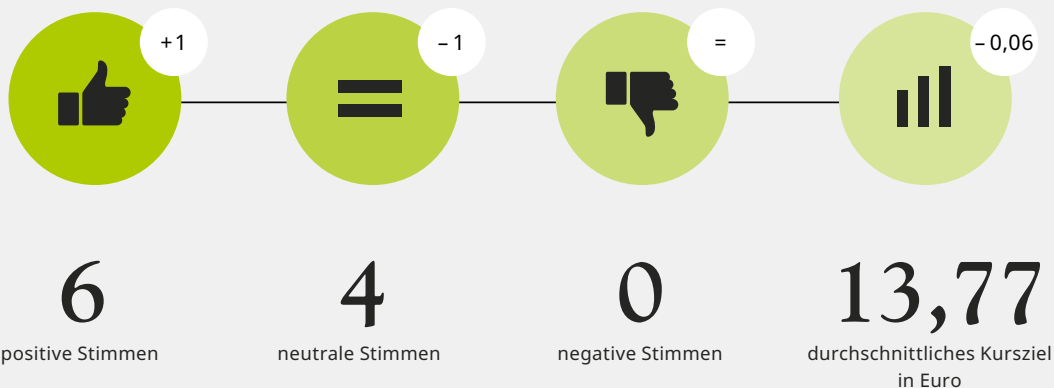 +1
– 1
=
– 0,06
6
4
0
13,77
positive Stimmen
neutrale Stimmen
negative Stimmen
durchschnittliches Kursziel
in Euro